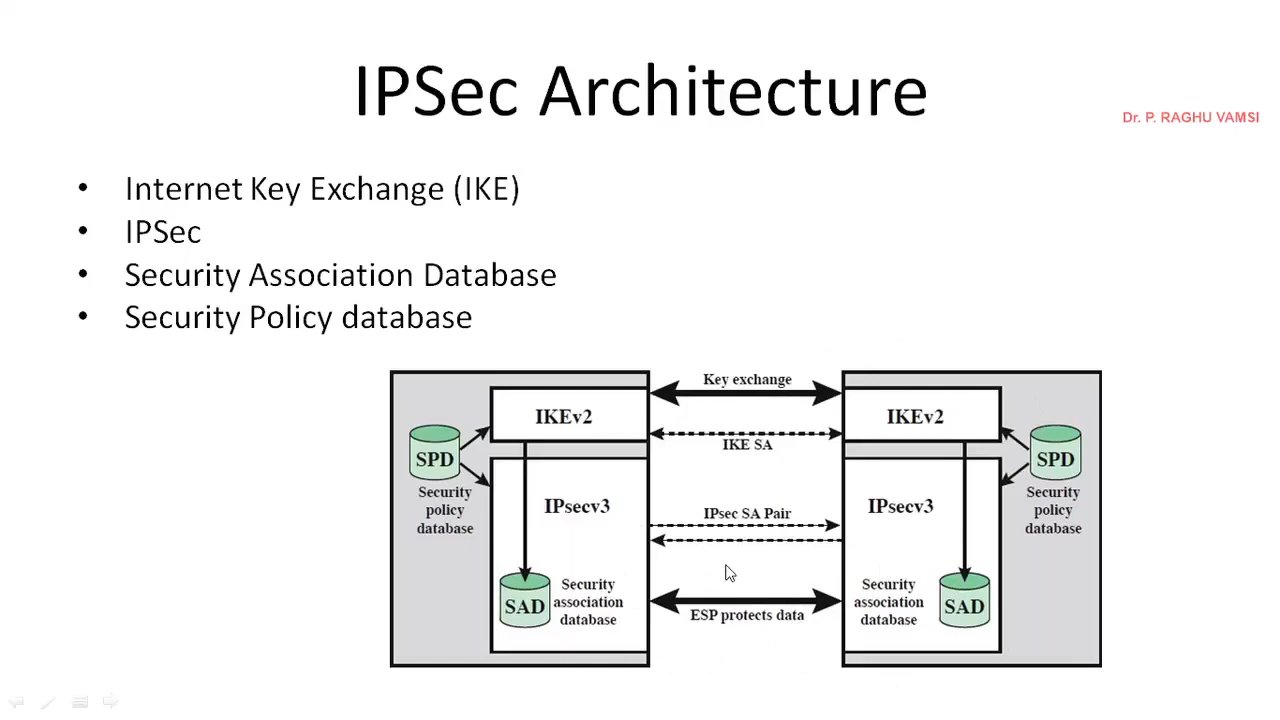 IPSec Architecture
Dr. P. RAGHU VAMSI
• Internet Key Exchange (IKE)
• IPSec
• Security Association Database
• Security Policy database
IKEv2
SPD
Security
policy
database
IPsecv3
SAD
Security
association
database
Key exchange
IKE SA
IPsec SA Pair
ESP protects data
IKEv2
SPD
Security
policy
database
IPsecv3
Security
association
database
SAD